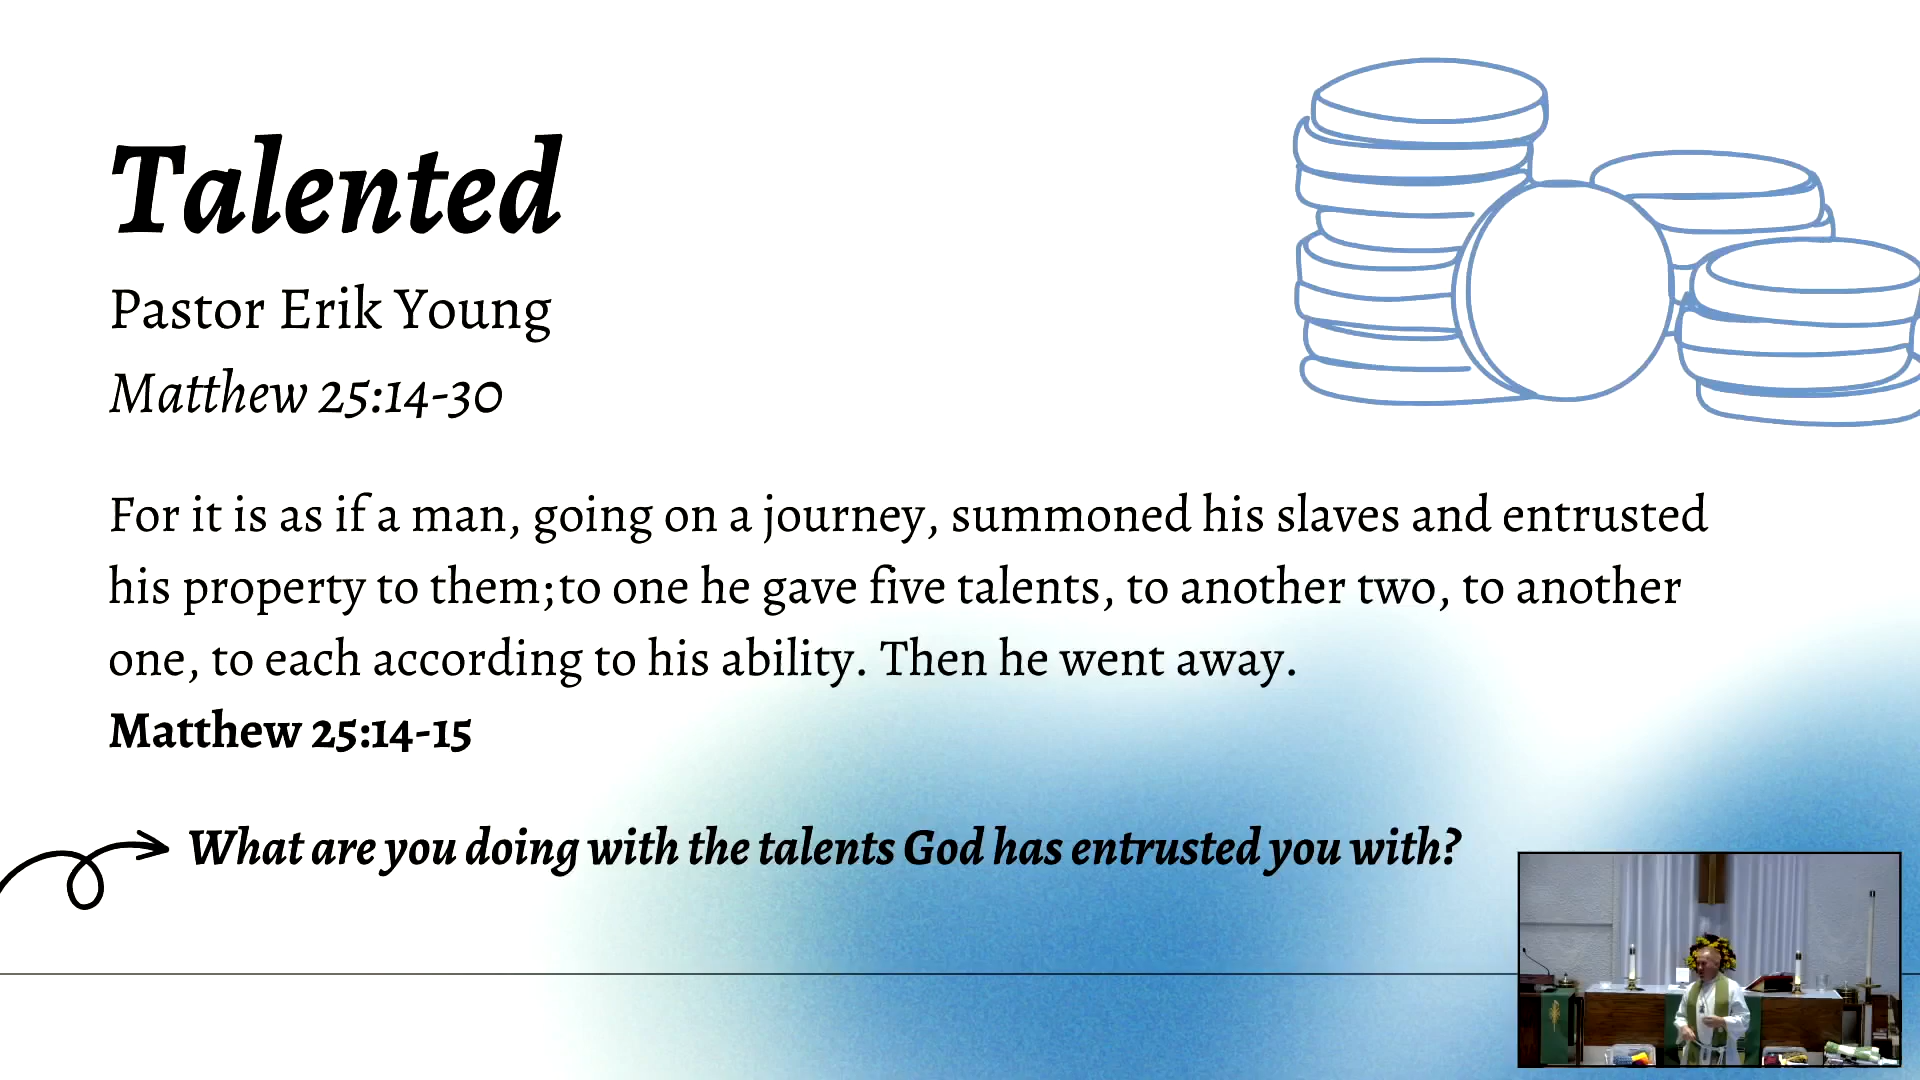 Talented
Pastor Erik Young
Matthew 25:14-30
For it is as if a man, going on a journey, summoned his slaves and entrusted
his property to them;to one he gave five talents, to another two, to another
one, to each according to his ability. Then he went away.
Matthew 25:14-15
What are you doing with the talents God has entrusted you with?